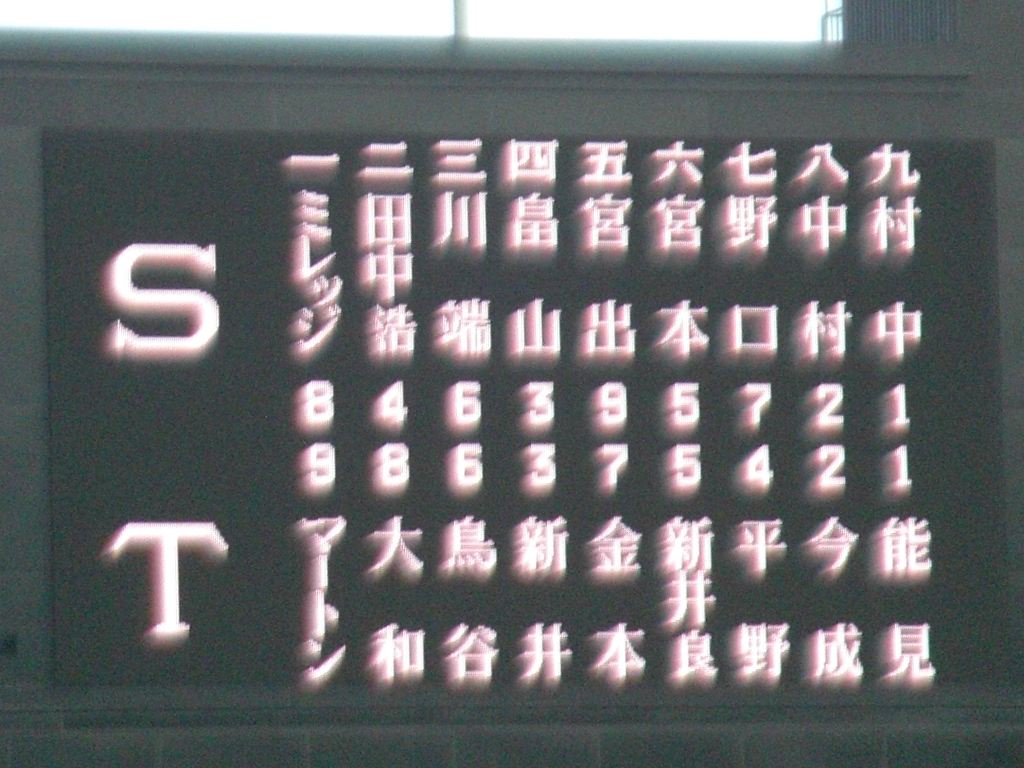 一 二 三 四 五 六 七 八 九
S
ミレッジ 田中浩 川端 畠山 宮出 宮本 野口 中村 村中
8 4 6 3 9 5 7 2 1
9 8 6 3 7 5 4 2 1
T
マートン 大和 鳥谷 新井 金本 新井良 平野 今成 能見